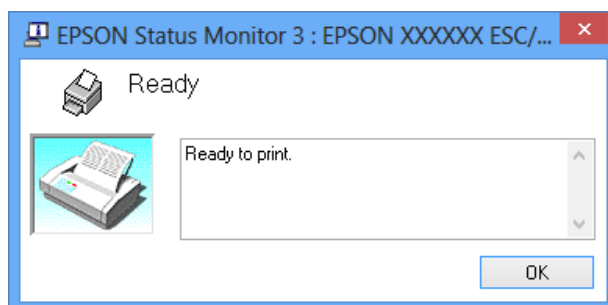 EPSON Status Monitor 3 : EPSON XXXXXX ESC/...
Ready
Ready to print.
OK